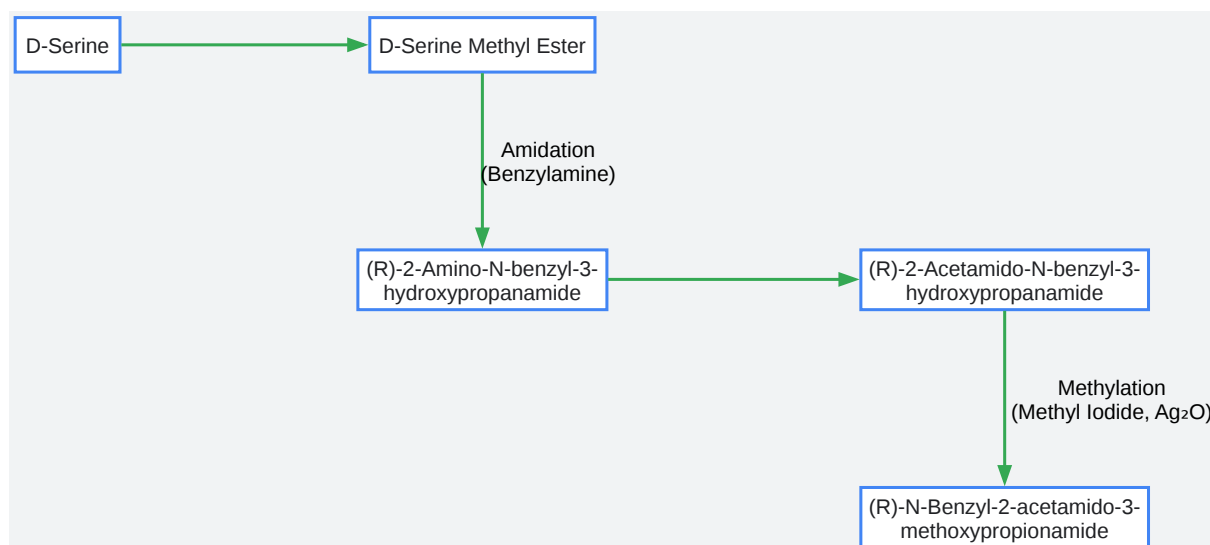 D-Serine
D-Serine Methyl Ester
Amidation
(Benzylamine)
(R)-2-Amino-N-benzyl-3-
hydroxypropanamide
(R)-2-Acetamido-N-benzyl-3-
hydroxypropanamide
Methylation
(Methyl Iodide, Ag₂O)
(R)-N-Benzyl-2-acetamido-3-
methoxypropionamide